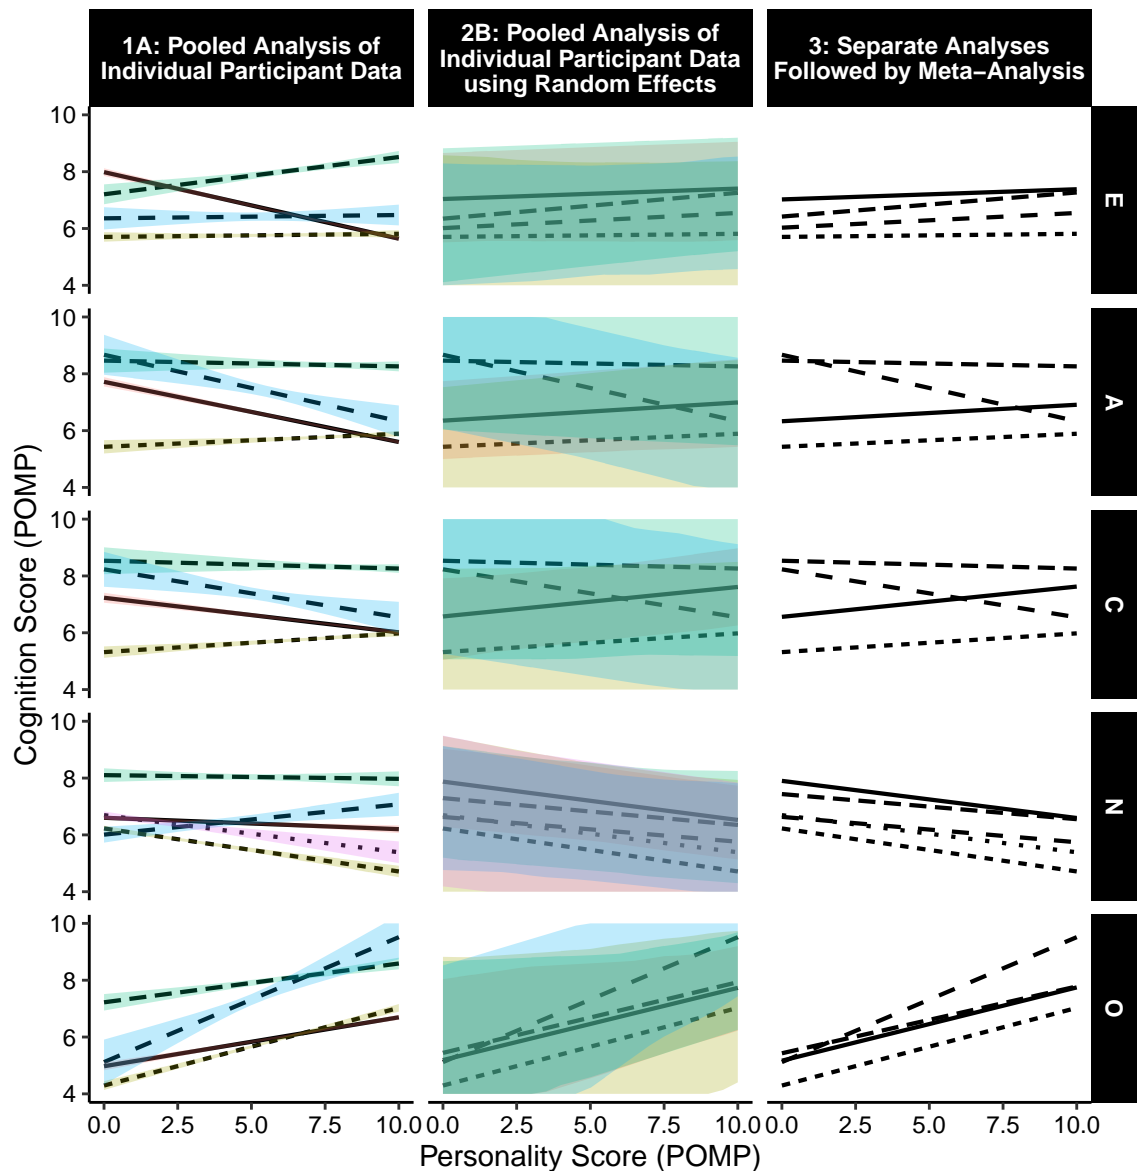 1A: Pooled Analysis of
Individual Participant Data
2B: Pooled Analysis of
Individual Participant Data
using Random Effects
3: Separate Analyses
Followed by Meta−Analysis
10
8
6
4
E
10
8
6
4
A
10
8
6
4
C
10
8
6
4
N
10
8
6
4
O
Cognition Score (POMP)
0.0 2.5 5.0 7.5 10.0
0.0 2.5 5.0 7.5 10.0
0.0 2.5 5.0 7.5 10.0
Personality Score (POMP)